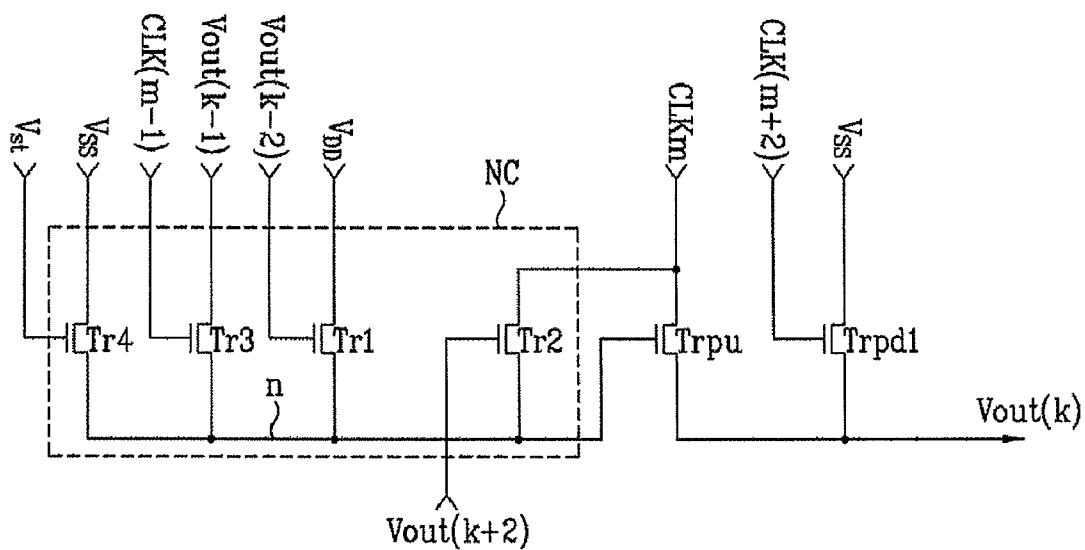 Vst
VSS
CLK(m-1)
Vout(k-1)
Vout(k-2)
VDD
NC
CLKm
CLK(m+2)
VSS
Tr4
Tr3
Tr1
Tr2
Trpu
Trpd1
n
Vout(k)
Vout(k+2)